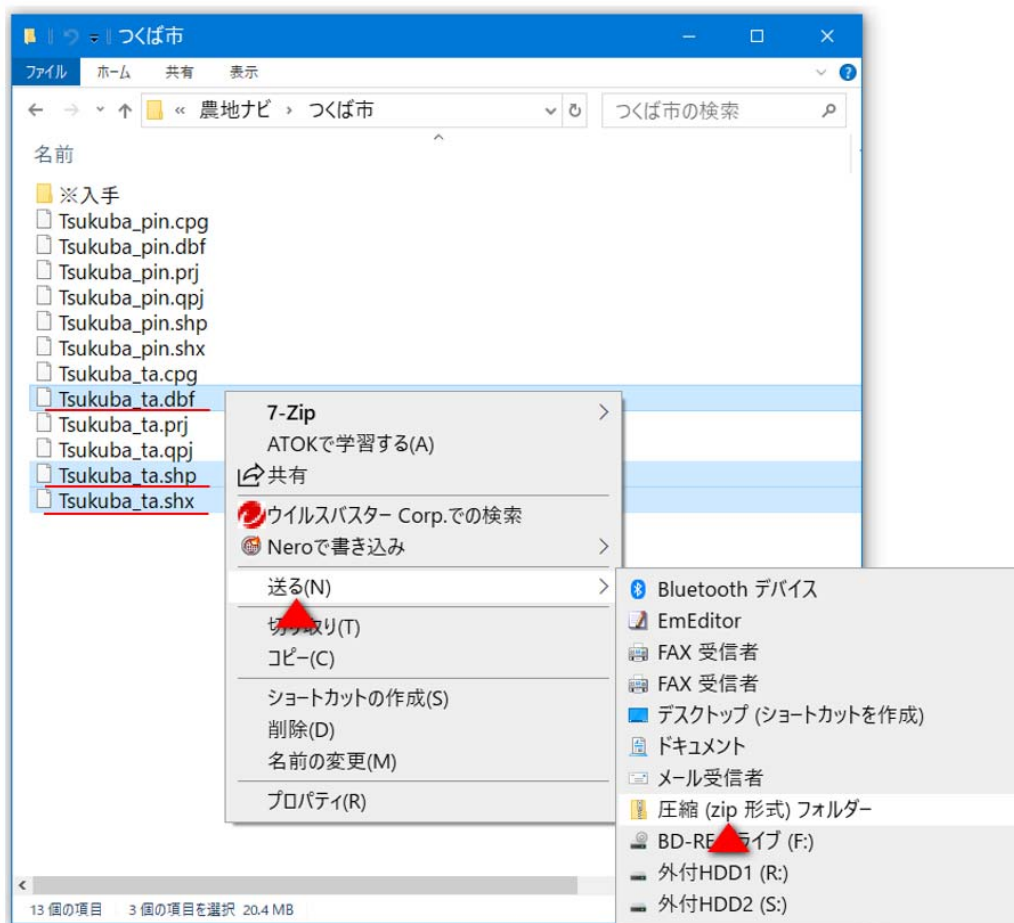 つくば市
ファイル ホーム 共有 表示
« 農地ナビ › つくば市 つくば市の検索
名前
※入手
Tsukuba_pin.cpg
Tsukuba_pin.dbf
Tsukuba_pin.prj
Tsukuba_pin.qpj
Tsukuba_pin.shp
Tsukuba_pin.shx
Tsukuba_ta.cpg
Tsukuba_ta.dbf
Tsukuba_ta.prj
Tsukuba_ta.qpj
Tsukuba_ta.shp
Tsukuba_ta.shx
7-Zip
ATOKで学習する(A)
共有
ウイルスバスター Corp.での検索
Neroで書き込み
送る(N)
切り取り(T)
コピー(C)
ショートカットの作成(S)
削除(D)
名前の変更(M)
プロパティ(R)
Bluetooth デバイス
EmEditor
FAX 受信者
FAX 受信者
デスクトップ (ショートカットを作成)
ドキュメント
メール受信者
圧縮 (zip 形式) フォルダー
BD-RE ドライブ (F:)
外付HDD1 (R:)
外付HDD2 (S:)
13 個の項目 3 個の項目を選択 20.4 MB